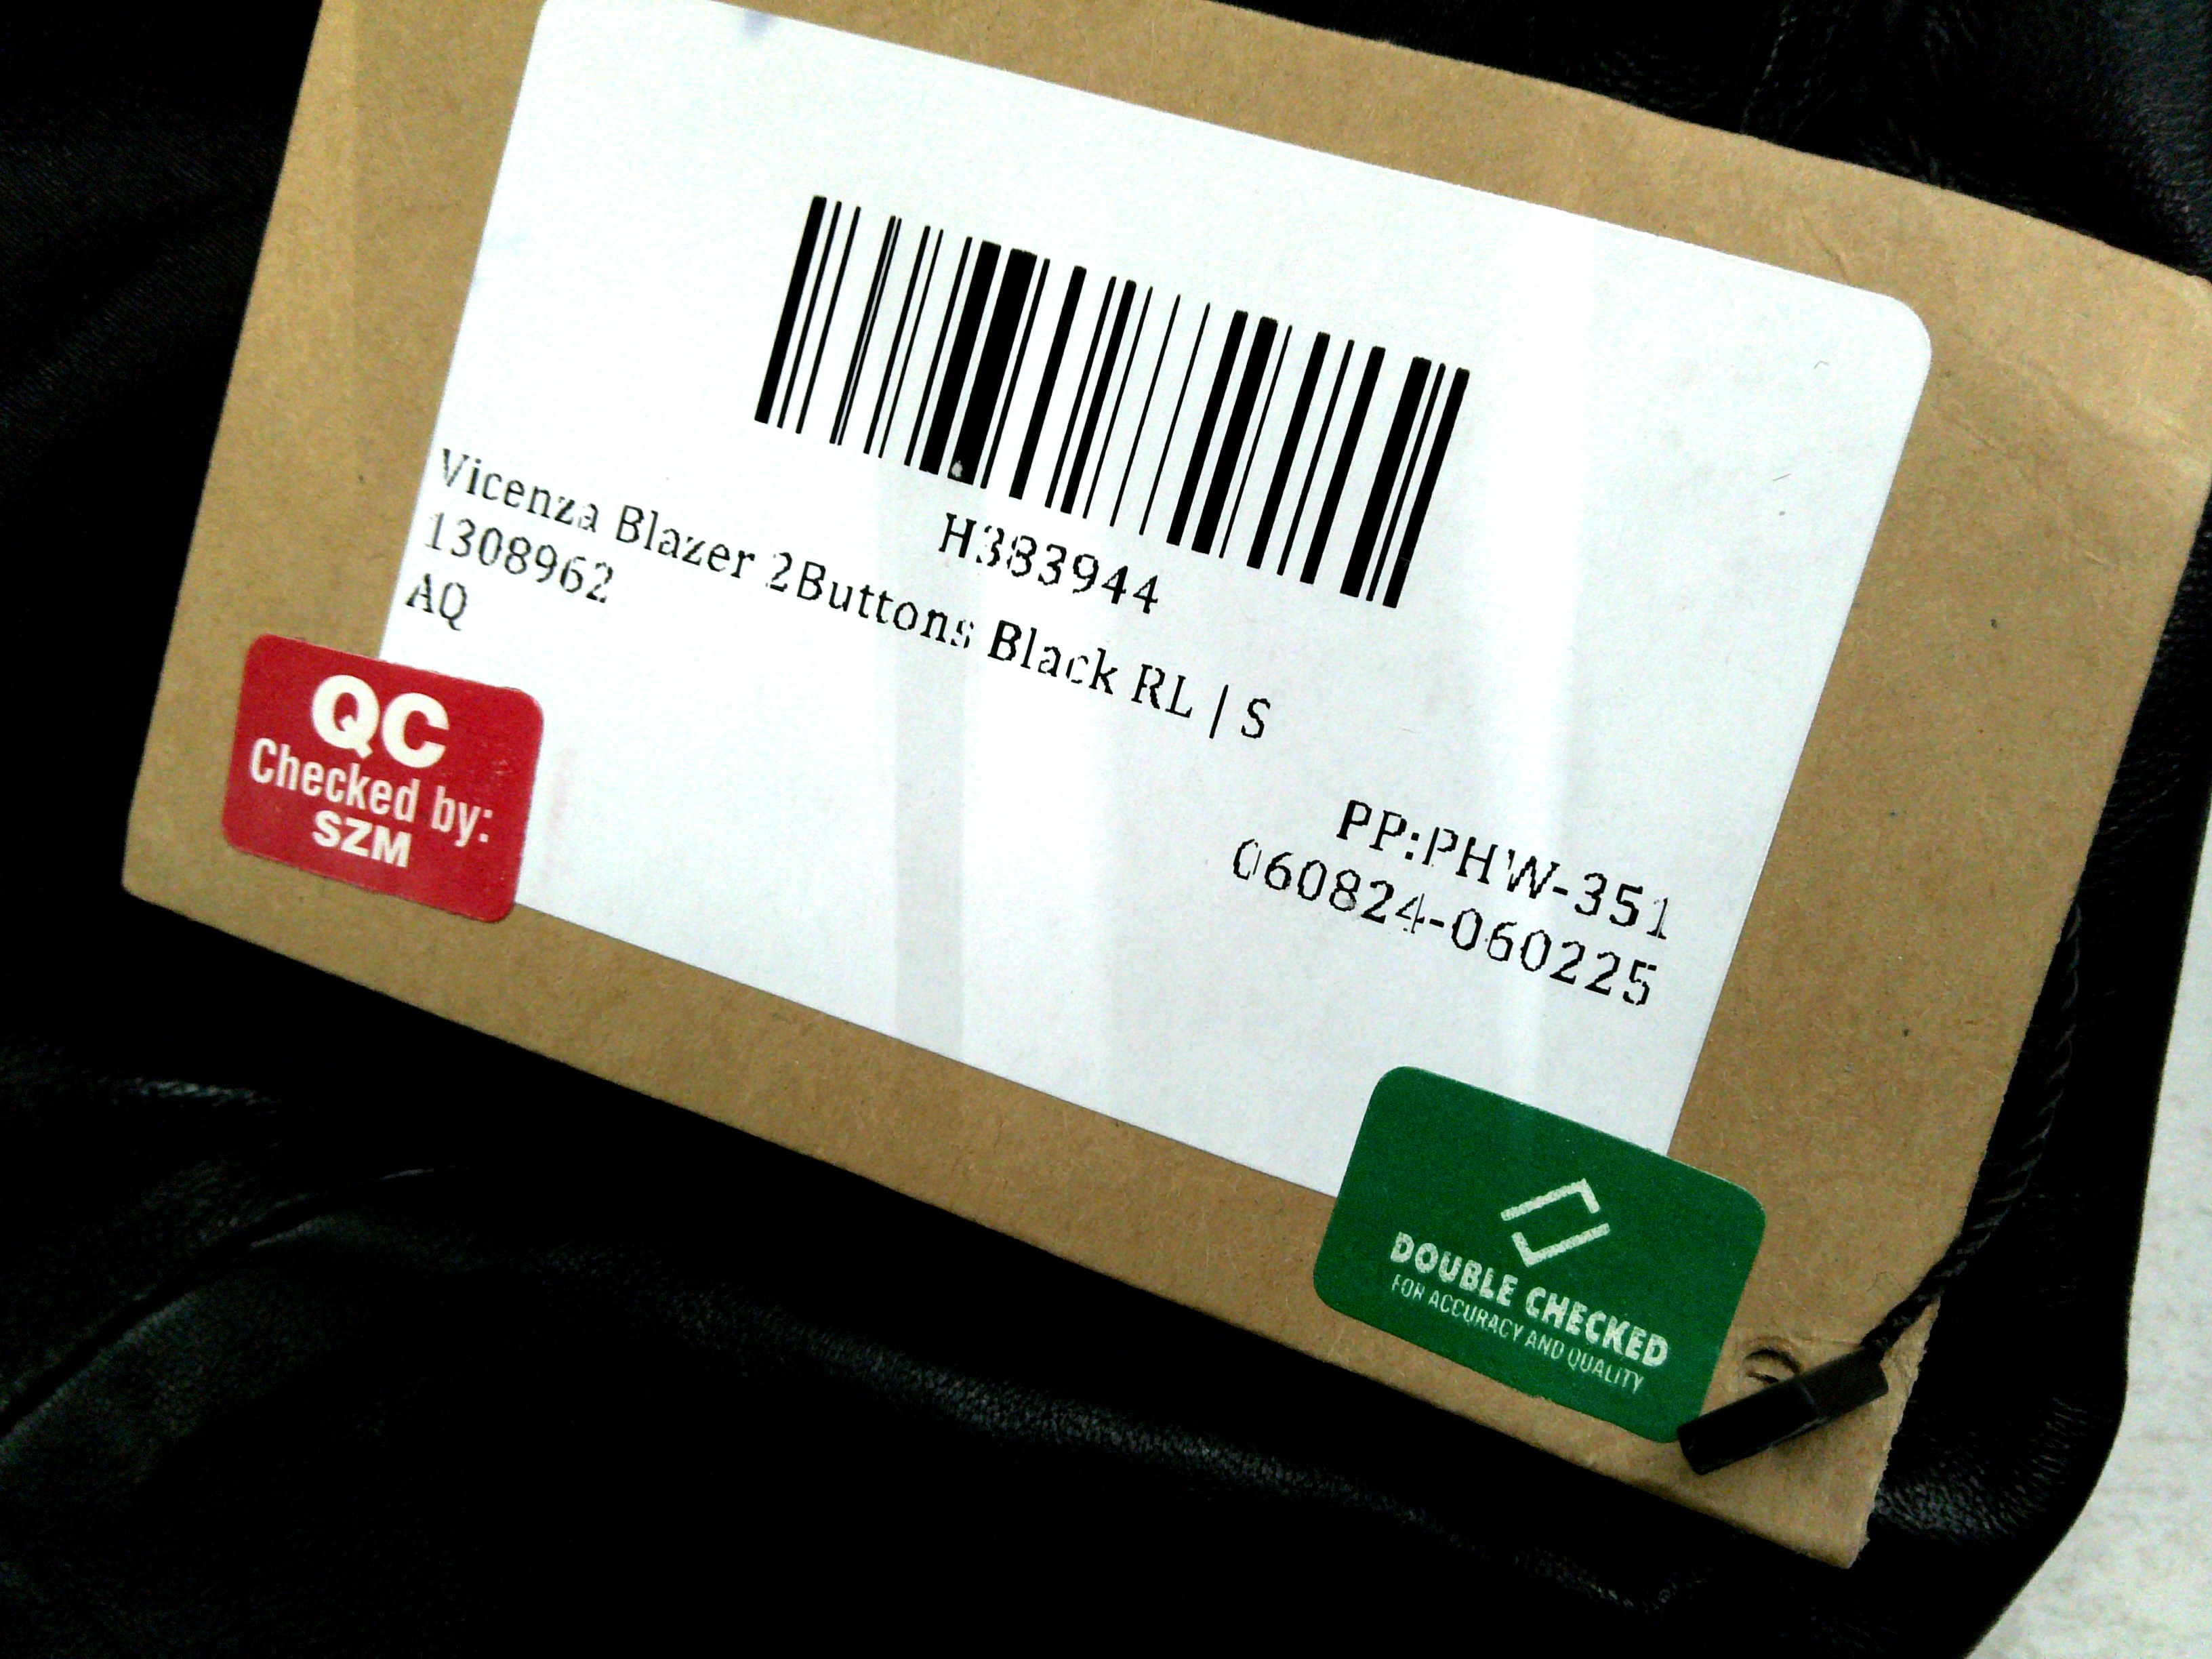 H383944
Vicenza Blazer 2Buttons Black RL | S
1308962
AQ
QC
Checked by:
SZM
PP:PHW-351
060824-060225
DOUBLE CHECKED
FOR ACCURACY AND QUALITY